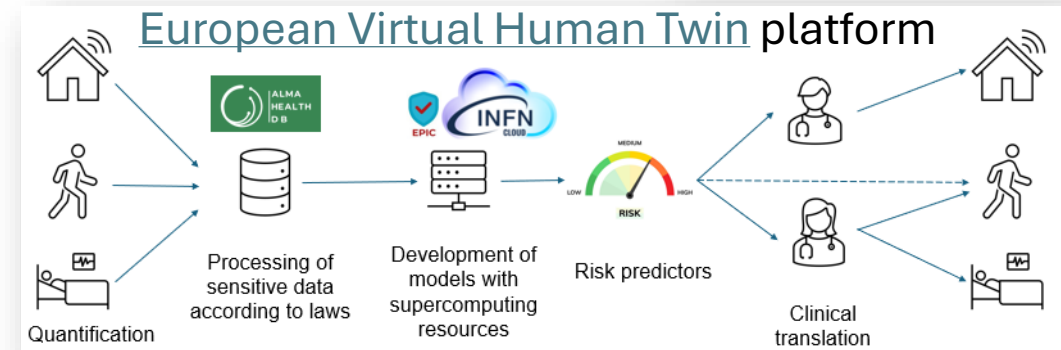 European Virtual Human Twin platform
ALMA
HEALTH
DB
EPIC
INFN
CLOUD
LOW
MEDIUM
HIGH
RISK
Quantification
Processing of
sensitive data
according to laws
Development of
models with
supercomputing
resources
Risk predictors
Clinical
translation